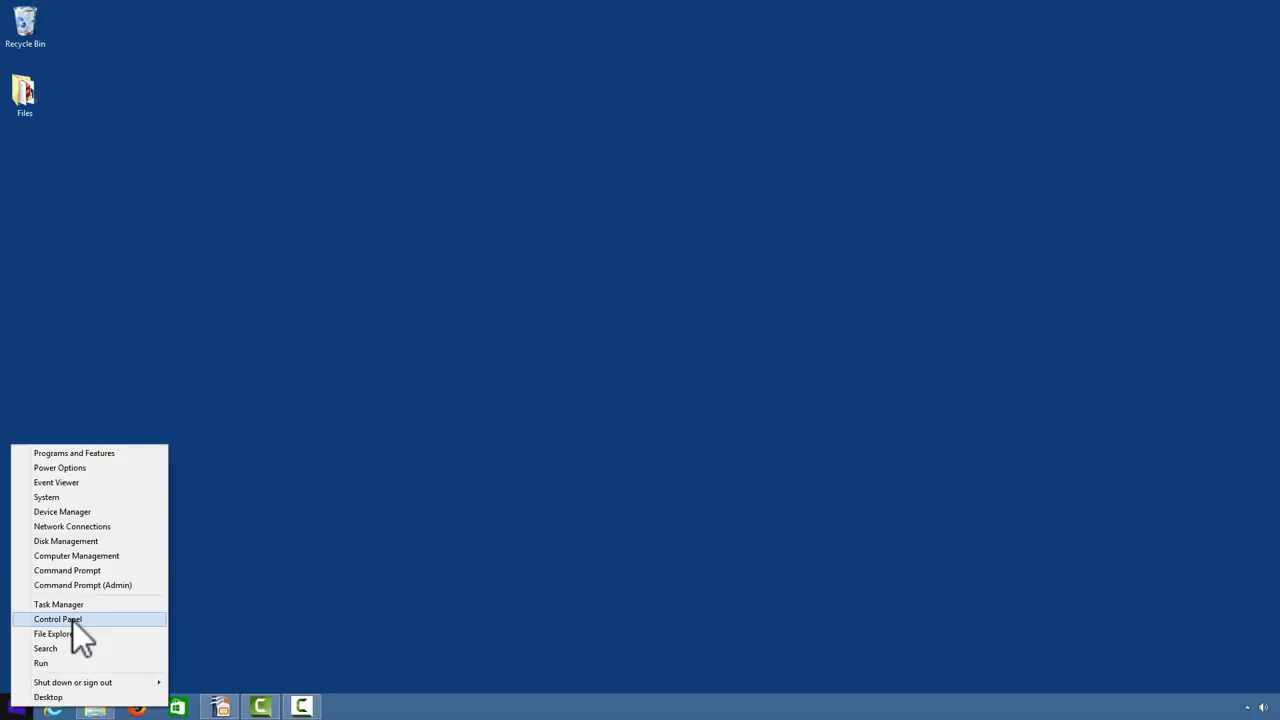 Recycle Bin
Files
Programs and Features
Power Options
Event Viewer
System
Device Manager
Network Connections
Disk Management
Computer Management
Command Prompt
Command Prompt (Admin)
Task Manager
Control Panel
File Explore
Search
Run
Shut down or sign out
Desktop